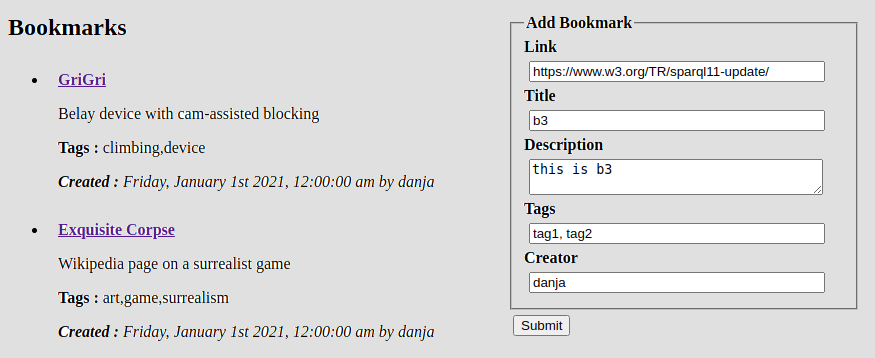 Bookmarks
GriGri
Belay device with cam-assisted blocking
Tags : climbing,device
Created : Friday, January 1st 2021, 12:00:00 am by danja
Exquisite Corpse
Wikipedia page on a surrealist game
Tags : art,game,surrealism
Created : Friday, January 1st 2021, 12:00:00 am by danja
Add Bookmark
Link
https://www.w3.org/TR/sparql11-update/
Title
b3
Description
this is b3
Tags
tag1, tag2
Creator
danja
Submit